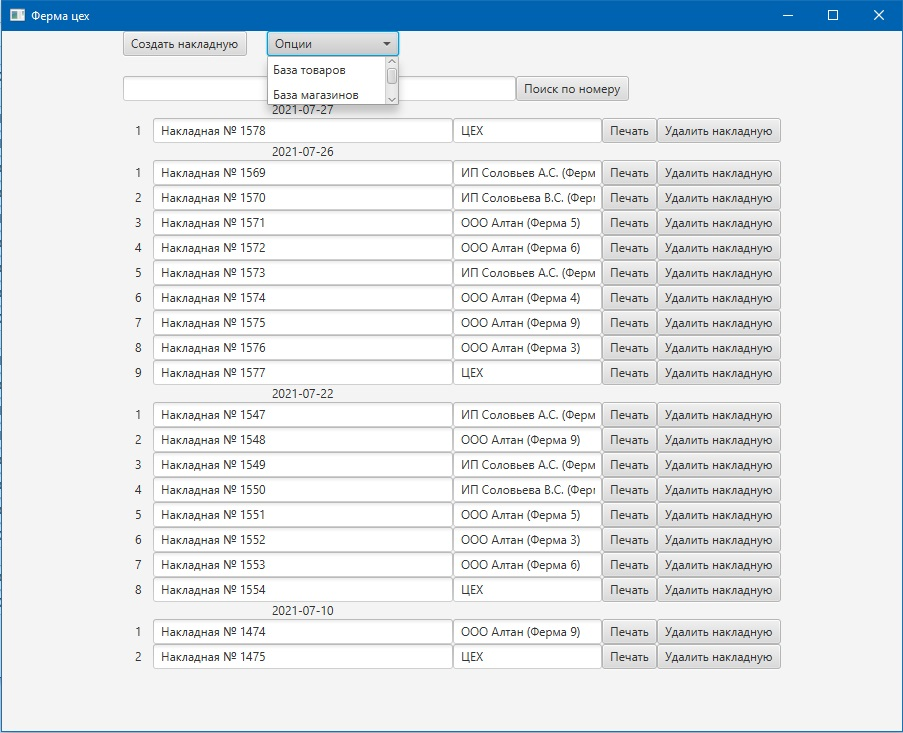 Ферма цех
Создать накладную Опции
База товаров
База магазинов
Поиск по номеру
2021-07-27
1 Накладная № 1578 ЦЕХ Печать Удалить накладную
2021-07-26
1 Накладная № 1569 ИП Соловьев А.С. (Ферм Печать Удалить накладную
2 Накладная № 1570 ИП Соловьева В.С. (Ферм Печать Удалить накладную
3 Накладная № 1571 ООО Алтан (Ферма 5) Печать Удалить накладную
4 Накладная № 1572 ООО Алтан (Ферма 6) Печать Удалить накладную
5 Накладная № 1573 ИП Соловьев А.С. (Ферм Печать Удалить накладную
6 Накладная № 1574 ООО Алтан (Ферма 4) Печать Удалить накладную
7 Накладная № 1575 ООО Алтан (Ферма 9) Печать Удалить накладную
8 Накладная № 1576 ООО Алтан (Ферма 3) Печать Удалить накладную
9 Накладная № 1577 ЦЕХ Печать Удалить накладную
2021-07-22
1 Накладная № 1547 ИП Соловьев А.С. (Ферм Печать Удалить накладную
2 Накладная № 1548 ООО Алтан (Ферма 9) Печать Удалить накладную
3 Накладная № 1549 ИП Соловьев А.С. (Ферм Печать Удалить накладную
4 Накладная № 1550 ИП Соловьева В.С. (Ферм Печать Удалить накладную
5 Накладная № 1551 ООО Алтан (Ферма 5) Печать Удалить накладную
6 Накладная № 1552 ООО Алтан (Ферма 3) Печать Удалить накладную
7 Накладная № 1553 ООО Алтан (Ферма 6) Печать Удалить накладную
8 Накладная № 1554 ЦЕХ Печать Удалить накладную
2021-07-10
1 Накладная № 1474 ООО Алтан (Ферма 9) Печать Удалить накладную
2 Накладная № 1475 ЦЕХ Печать Удалить накладную